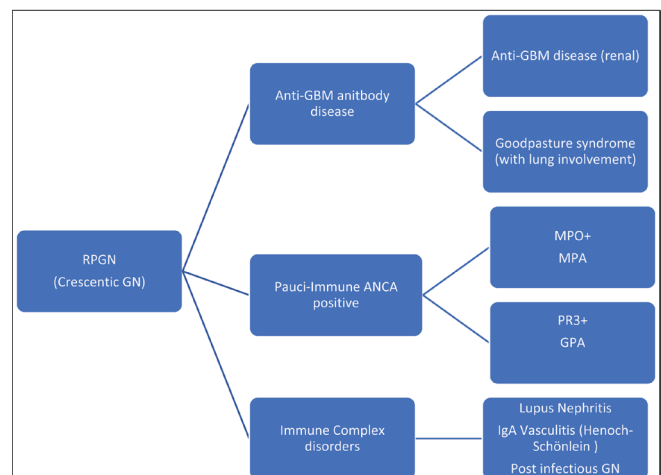 Anti-GBM disease (renal)
Anti-GBM anitbody
disease
Goodpasture syndrome
(with lung involvement)
RPGN
(Crescentic GN)
MPO+
MPA
Pauci-Immune ANCA
positive
PR3+
GPA
Immune Complex
disorders
Lupus Nephritis
IgA Vasculitis (Henoch-
Schönlein )
Post infectious GN